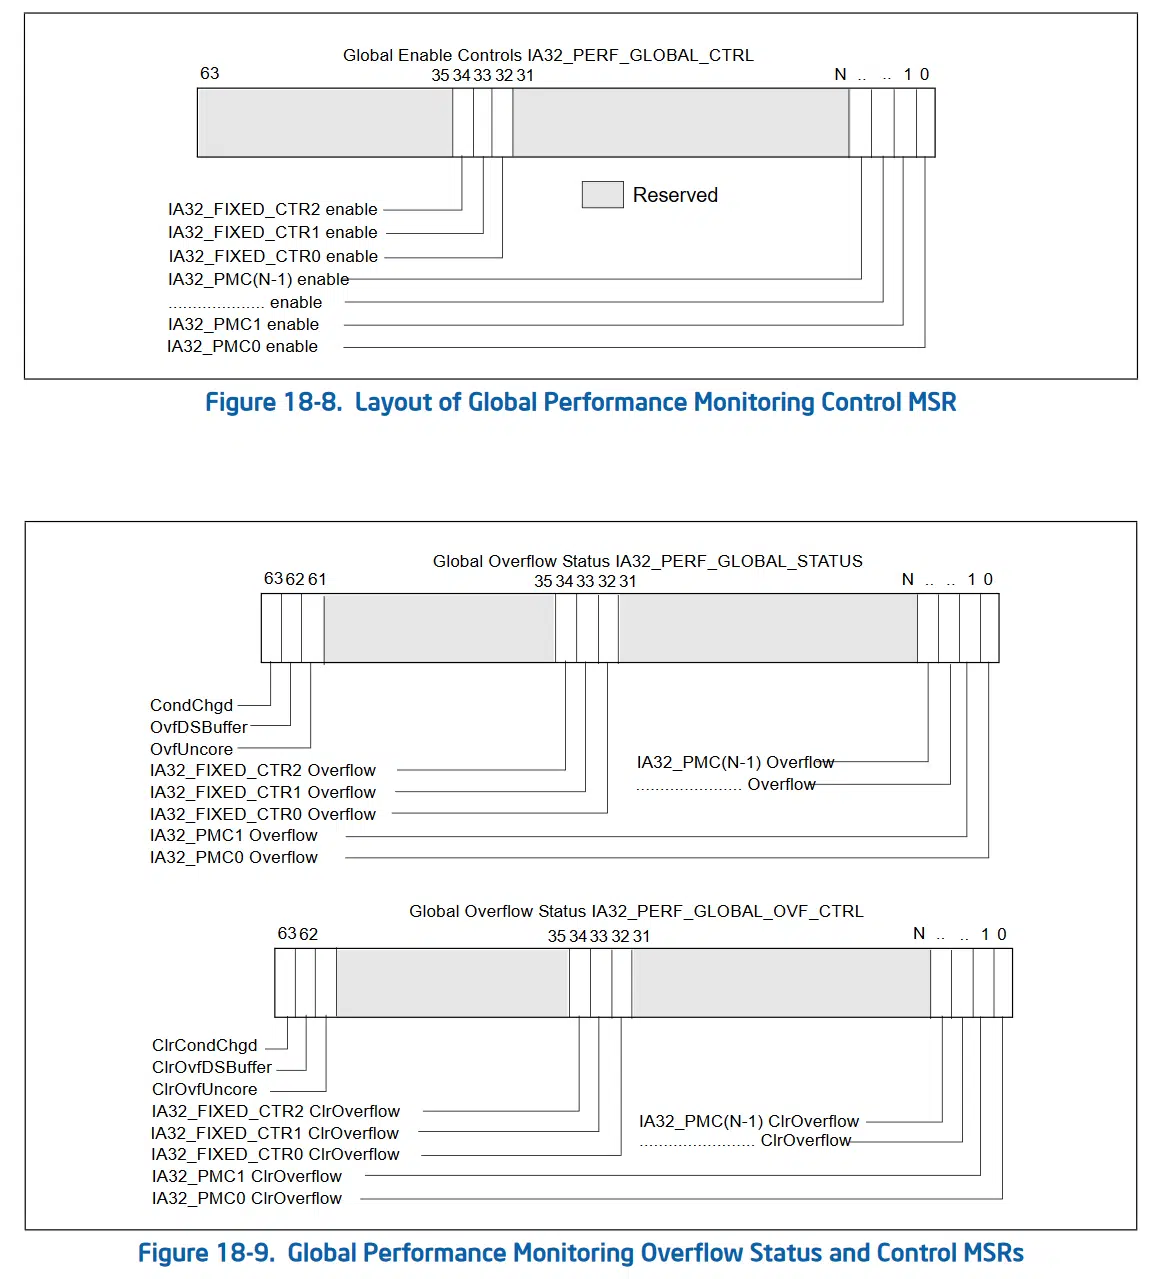 Global Enable Controls IA32_PERF_GLOBAL_CTRL
63 35 34 33 32 31 N .. .. 1 0
Reserved
IA32_FIXED_CTR2 enable
IA32_FIXED_CTR1 enable
IA32_FIXED_CTR0 enable
IA32_PMC(N-1) enable
.................... enable
IA32_PMC1 enable
IA32_PMC0 enable
Figure 18-8. Layout of Global Performance Monitoring Control MSR
Global Overflow Status IA32_PERF_GLOBAL_STATUS
63 62 61 35 34 33 32 31 N .. .. 1 0
CondChgd
OvfDSBuffer
OvfUncore
IA32_FIXED_CTR2 Overflow
IA32_FIXED_CTR1 Overflow
IA32_FIXED_CTR0 Overflow
IA32_PMC1 Overflow
IA32_PMC0 Overflow
IA32_PMC(N-1) Overflow
...................... Overflow
Global Overflow Status IA32_PERF_GLOBAL_OVF_CTRL
63 62 35 34 33 32 31 N .. .. 1 0
ClrCondChgd
ClrOvfDSBuffer
ClrOvfUncore
IA32_FIXED_CTR2 ClrOverflow
IA32_FIXED_CTR1 ClrOverflow
IA32_FIXED_CTR0 ClrOverflow
IA32_PMC1 ClrOverflow
IA32_PMC0 ClrOverflow
IA32_PMC(N-1) ClrOverflow
........................ ClrOverflow
Figure 18-9. Global Performance Monitoring Overflow Status and Control MSRs